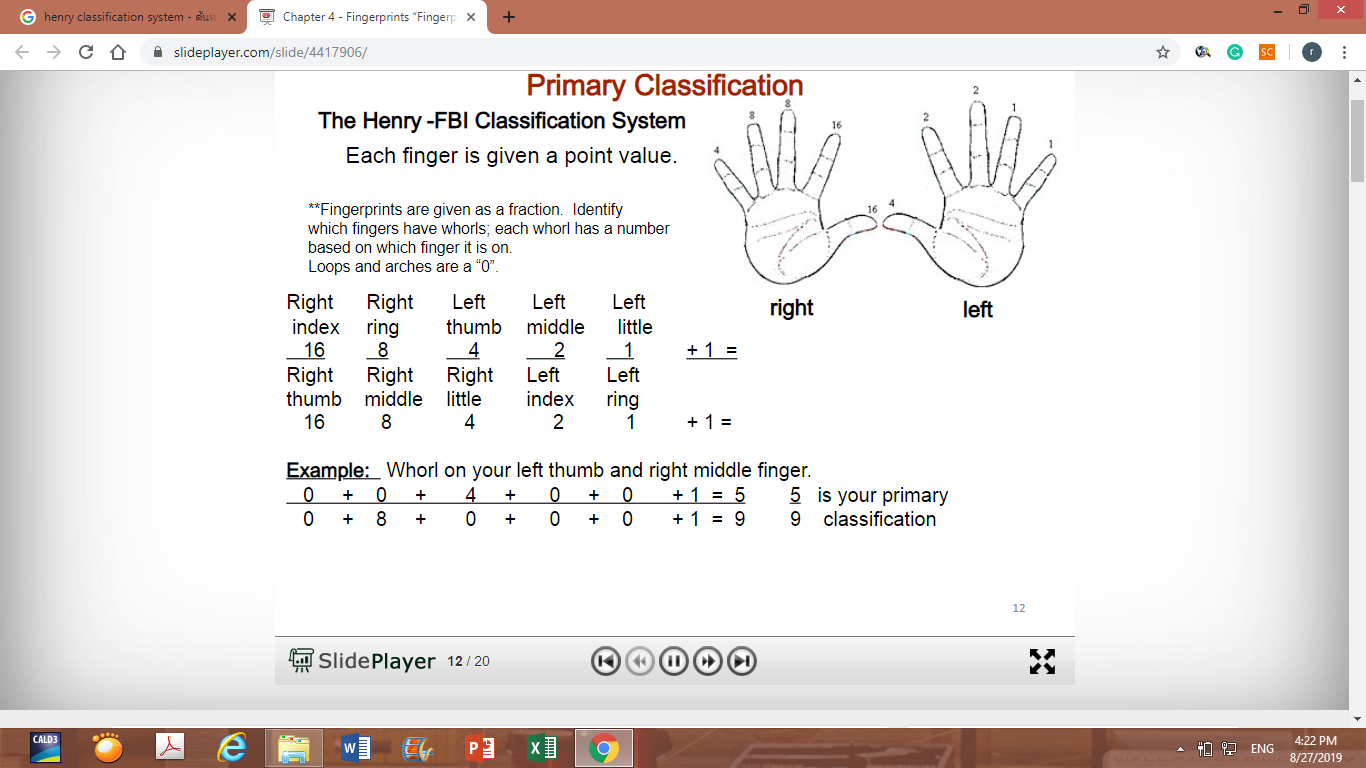 henry classification system - ค้นห
Chapter 4 - Fingerprints “Fingerp
slideplayer.com/slide/4417906/
SC
r
Primary Classification
The Henry -FBI Classification System
Each finger is given a point value.
**Fingerprints are given as a fraction. Identify
which fingers have whorls; each whorl has a number
based on which finger it is on.
Loops and arches are a “0”.
4 8 8 16 16
4 2 2 1 1
right left
Right Right Left Left Left
index ring thumb middle little
16 8 4 2 1 + 1 =
Right Right Right Left Left
thumb middle little index ring
16 8 4 2 1 + 1 =
Example: Whorl on your left thumb and right middle finger.
0 + 0 + 4 + 0 + 0 + 1 = 5 5 is your primary
0 + 8 + 0 + 0 + 0 + 1 = 9 9 classification
12
SlidePlayer 12 / 20
CALD3
ENG
4:22 PM
8/27/2019